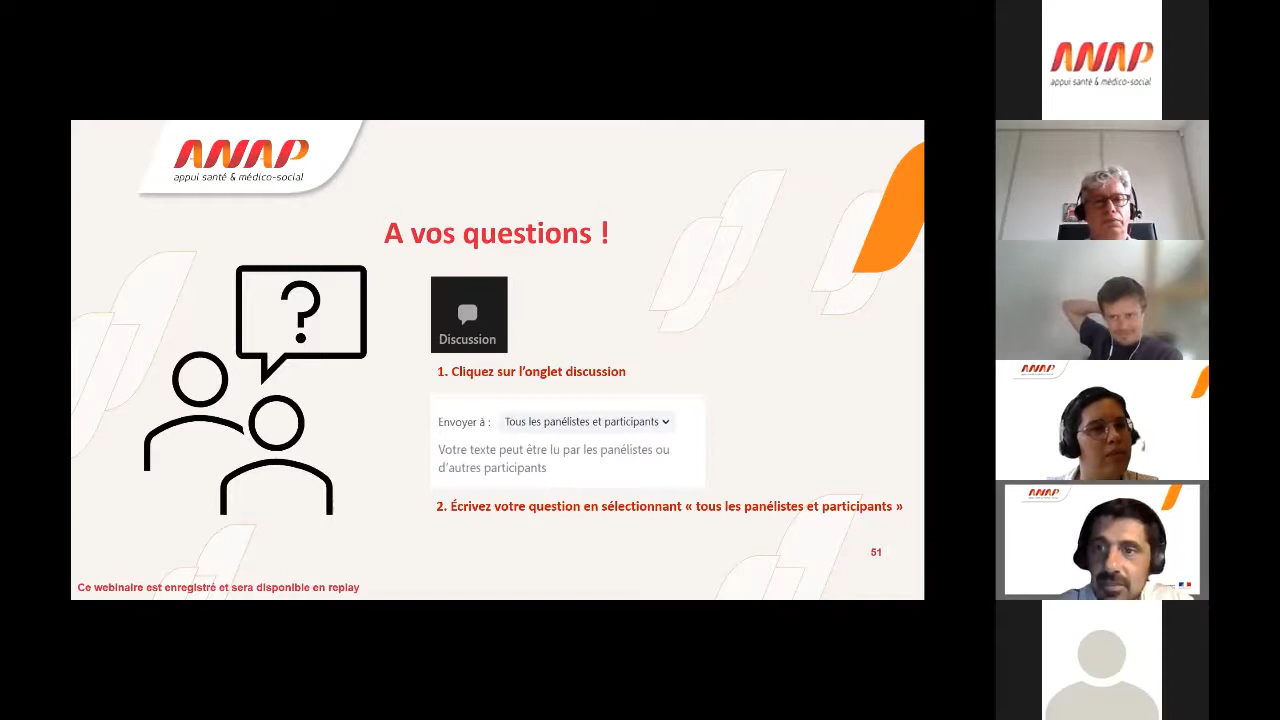 ANAP
appui santé & médico-social
A vos questions !
?
Discussion
1. Cliquez sur l'onglet discussion
Envoyer à : Tous les panélistes et participants
Votre texte peut être lu par les panélistes ou
d'autres participants
2. Écrivez votre question en sélectionnant « tous les panélistes et participants »
51
Ce webinaire est enregistré et sera disponible en replay
ANAP
appui santé & médico-social
ANAP
ANAP